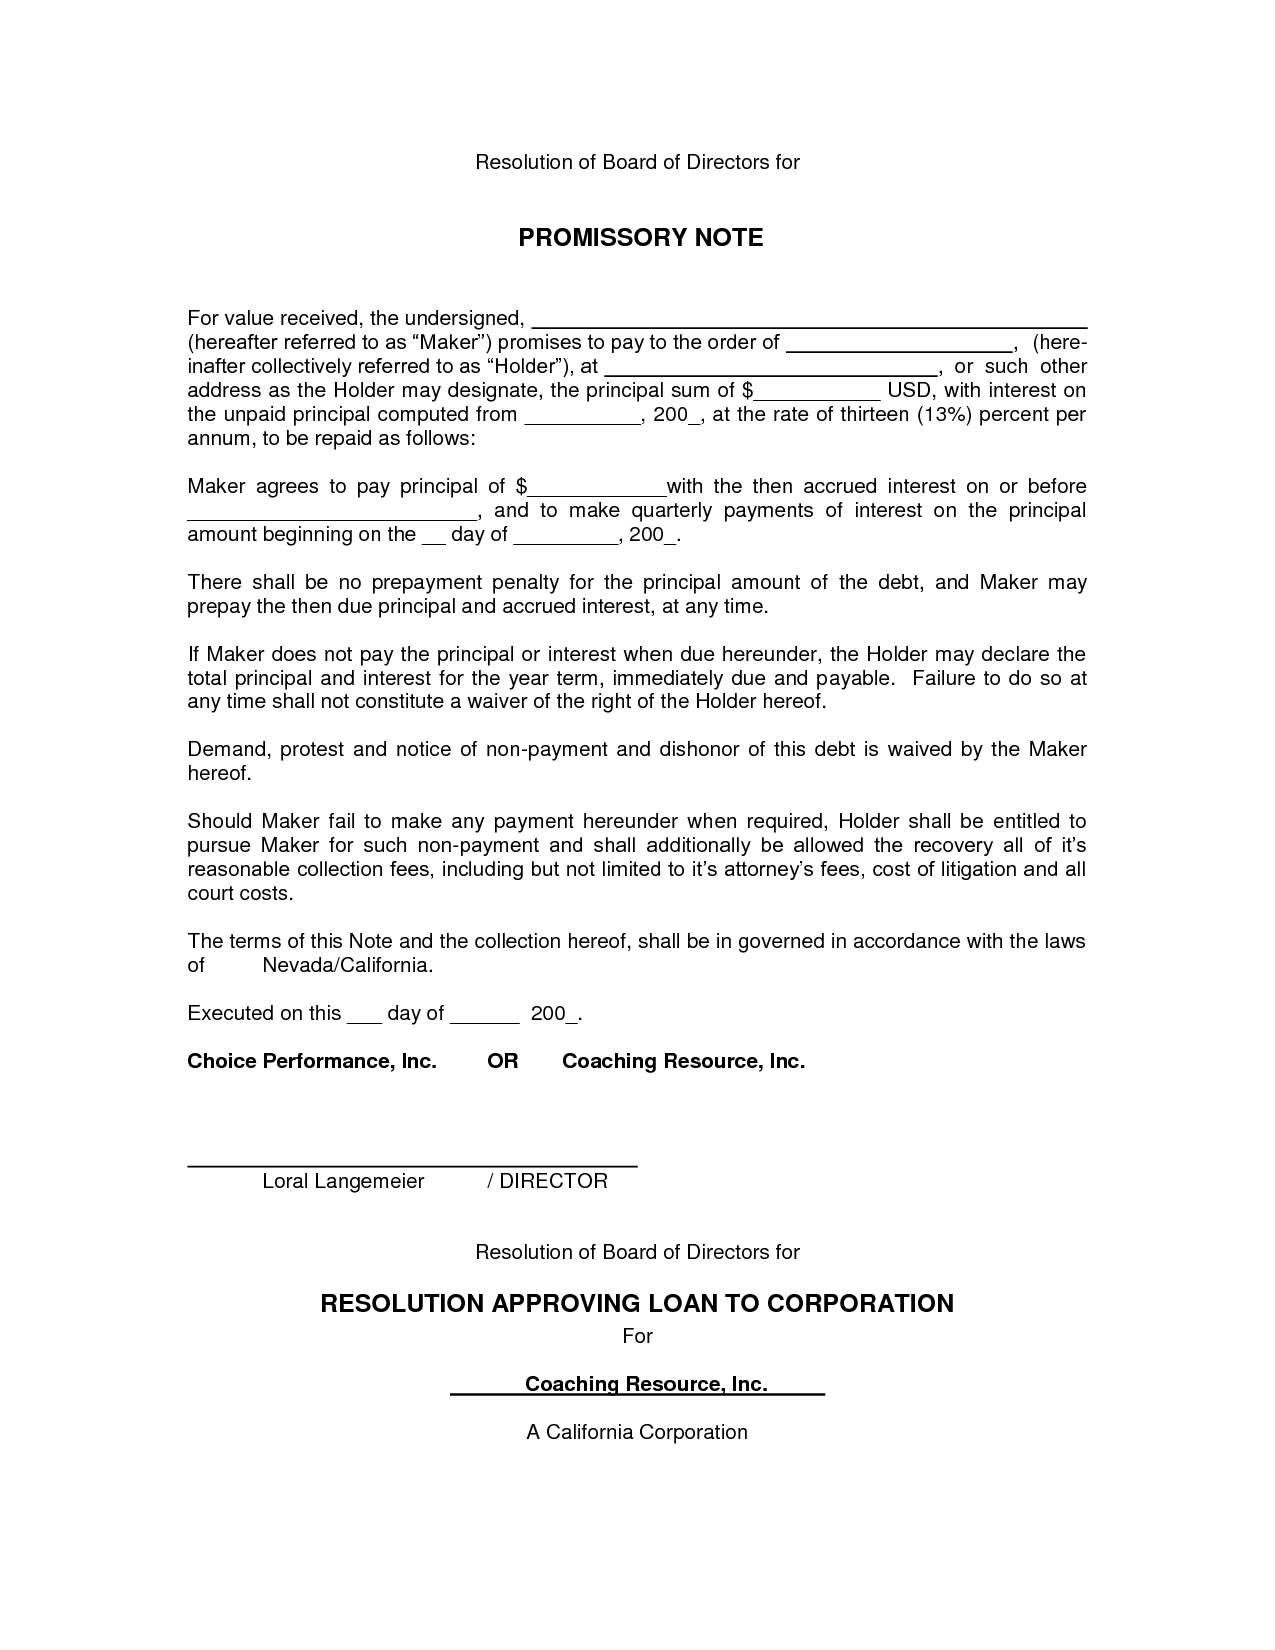 Resolution of Board of Directors for
PROMISSORY NOTE
For value received, the undersigned, ________________________________________________
(hereafter referred to as “Maker”) promises to pay to the order of ____________________, (here-
inafter collectively referred to as “Holder”), at _____________________________, or such other
address as the Holder may designate, the principal sum of $___________ USD, with interest on
the unpaid principal computed from __________, 200_, at the rate of thirteen (13%) percent per
annum, to be repaid as follows:
Maker agrees to pay principal of $____________with the then accrued interest on or before
_________________________, and to make quarterly payments of interest on the principal
amount beginning on the __ day of _________, 200_.
There shall be no prepayment penalty for the principal amount of the debt, and Maker may
prepay the then due principal and accrued interest, at any time.
If Maker does not pay the principal or interest when due hereunder, the Holder may declare the
total principal and interest for the year term, immediately due and payable. Failure to do so at
any time shall not constitute a waiver of the right of the Holder hereof.
Demand, protest and notice of non-payment and dishonor of this debt is waived by the Maker
hereof.
Should Maker fail to make any payment hereunder when required, Holder shall be entitled to
pursue Maker for such non-payment and shall additionally be allowed the recovery all of it’s
reasonable collection fees, including but not limited to it’s attorney’s fees, cost of litigation and all
court costs.
The terms of this Note and the collection hereof, shall be in governed in accordance with the laws
of Nevada/California.
Executed on this ___ day of ______ 200_.
Choice Performance, Inc. OR Coaching Resource, Inc.
Loral Langemeier / DIRECTOR
Resolution of Board of Directors for
RESOLUTION APPROVING LOAN TO CORPORATION
For
Coaching Resource, Inc.
A California Corporation